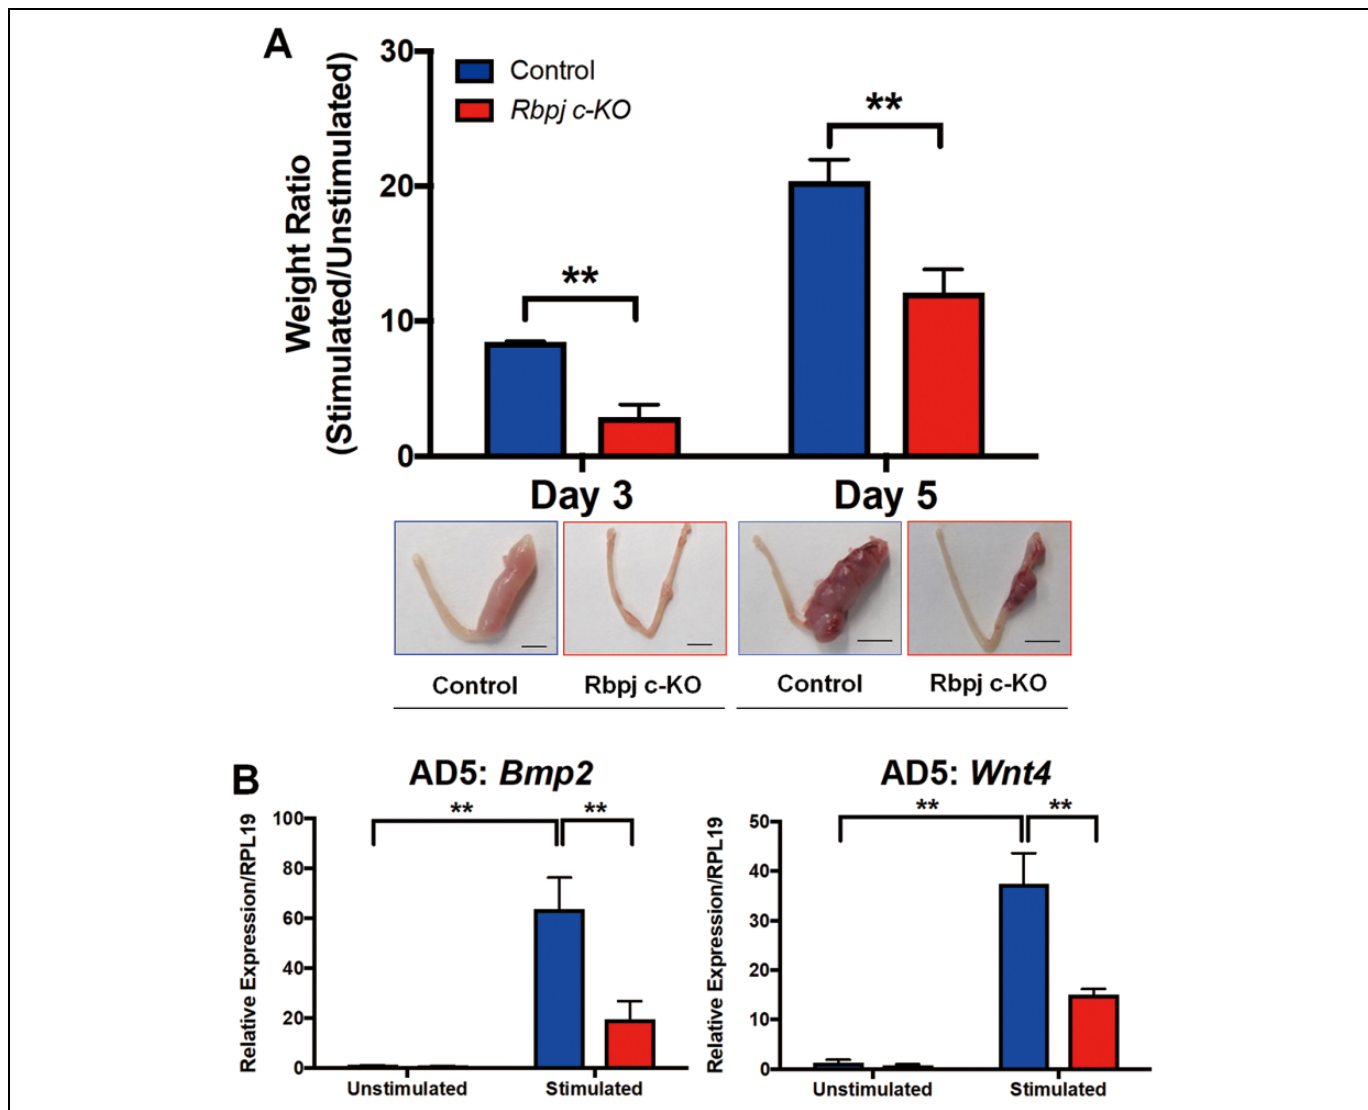 A
30
20
10
0
Weight Ratio
(Stimulated/Unstimulated)
Control
Rbpj c-KO
**
**
Day 3
Day 5
Control
Rbpj c-KO
Control
Rbpj c-KO
B
AD5: Bmp2
Relative Expression/RPL19
100
80
60
40
20
0
**
**
Unstimulated
Stimulated
AD5: Wnt4
Relative Expression/RPL19
50
40
30
20
10
0
**
**
Unstimulated
Stimulated